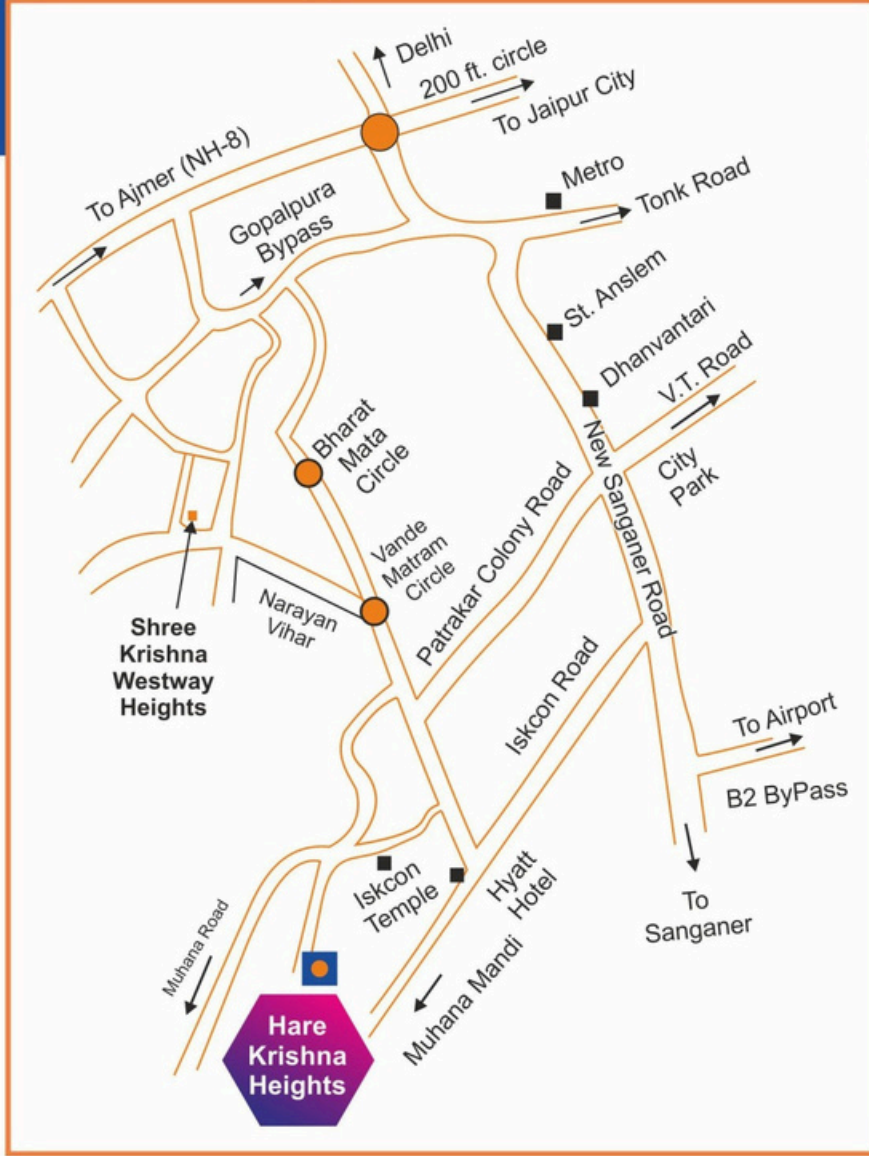 Delhi
200 ft. circle
To Jaipur City
To Ajmer (NH-8)
Metro
Tonk Road
Gopalpura
Bypass
St. Anslem
Dhanvantari
V.T. Road
City
Park
New Sanganer Road
Bharat
Mata
Circle
Patrakar Colony Road
Vande
Matram
Circle
Narayan
Vihar
Shree
Krishna
Westway
Heights
Iskcon Road
To Airport
B2 ByPass
To
Sanganer
Hyatt
Hotel
Iskcon
Temple
Muhana Road
Muhana Mandi
Hare
Krishna
Heights